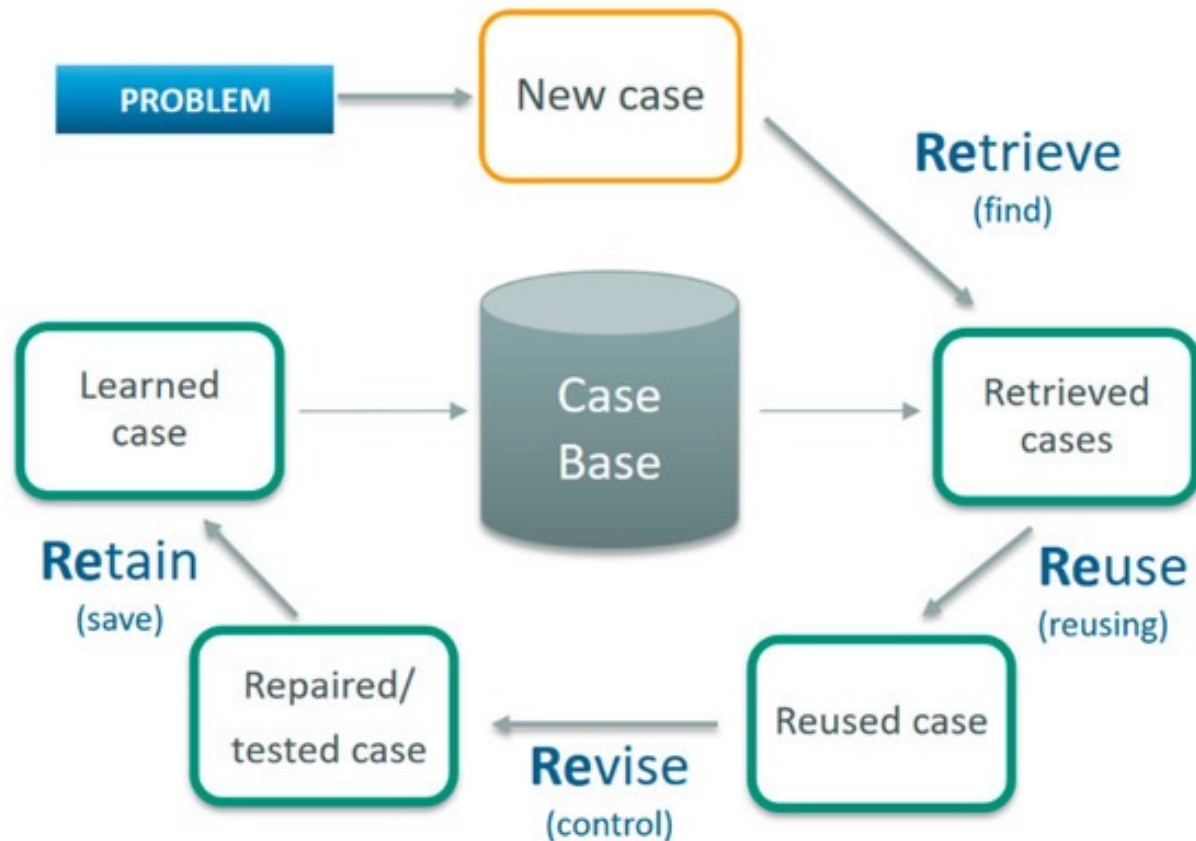 PROBLEM
New case
Retrieve
(find)
Learned
case
Case
Base
Retrieved
cases
Retain
(save)
Reuse
(reusing)
Repaired/
tested case
Reused case
Revise
(control)